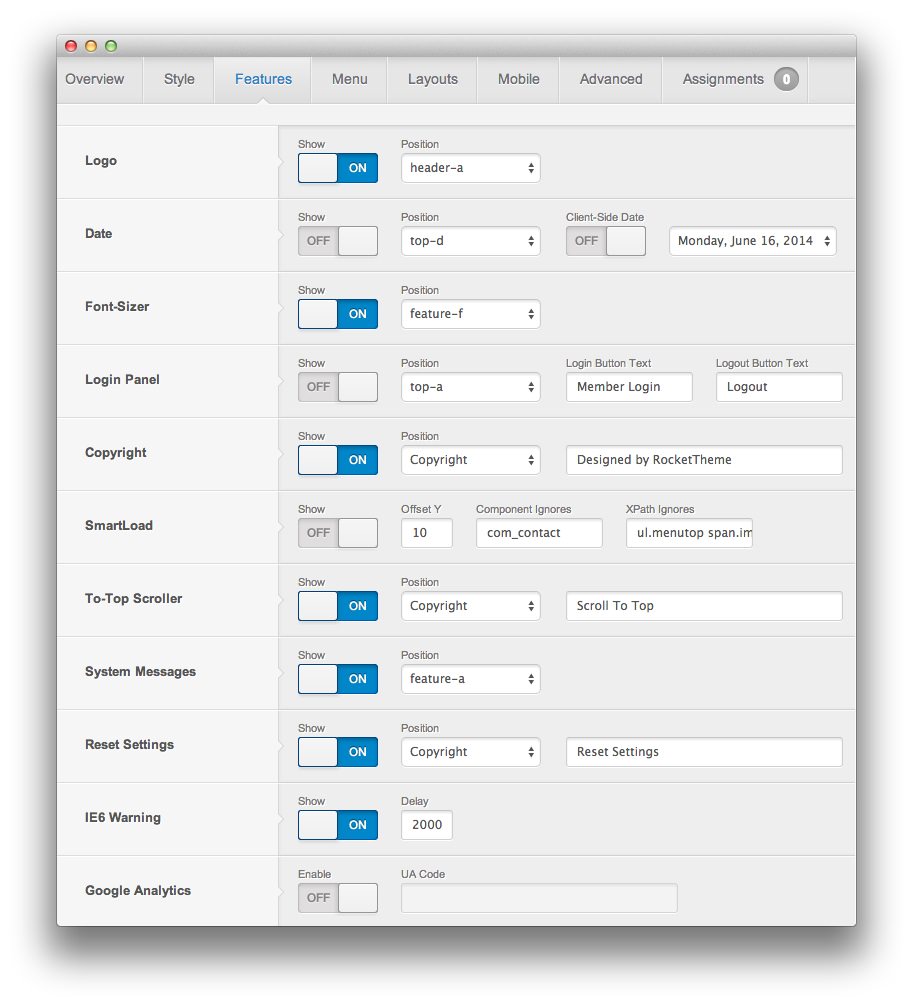 Overview Style Features Menu Layouts Mobile Advanced Assignments 0
Show Position
Logo ON header-a
Show Position Client-Side Date
Date OFF top-d OFF Monday, June 16, 2014
Show Position
Font-Sizer ON feature-f
Show Position Login Button Text Logout Button Text
Login Panel OFF top-a Member Login Logout
Show Position
Copyright ON Copyright Designed by RocketTheme
Show Offset Y Component Ignores XPath Ignores
SmartLoad OFF 10 com_contact ul.menutop span.im
Show Position
To-Top Scroller ON Copyright Scroll To Top
Show Position
System Messages ON feature-a
Show Position
Reset Settings ON Copyright Reset Settings
Show Delay
IE6 Warning ON 2000
Enable UA Code
Google Analytics OFF